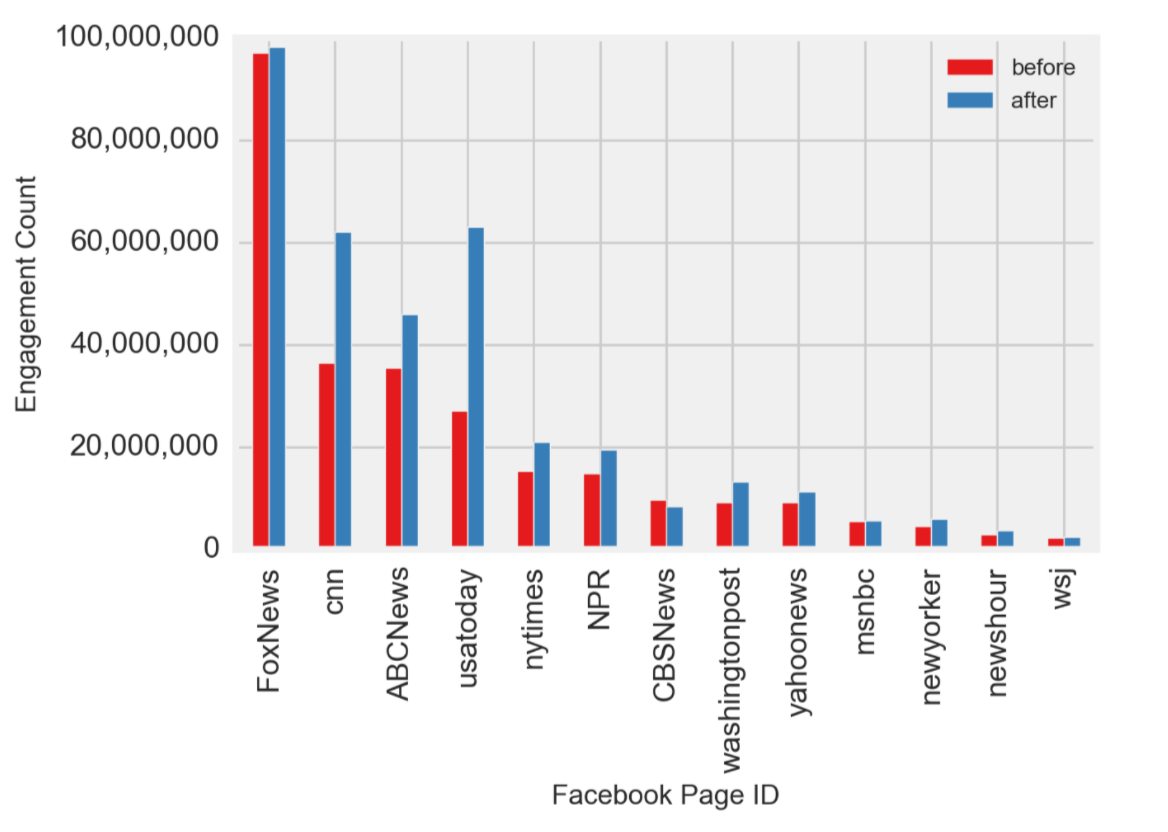 100,000,000
80,000,000
60,000,000
40,000,000
20,000,000
0
Engagement Count
before
after
FoxNews
cnn
ABCNews
usatoday
nytimes
NPR
CBSNews
washingtonpost
yahoonews
msnbc
newyorker
newshour
wsj
Facebook Page ID